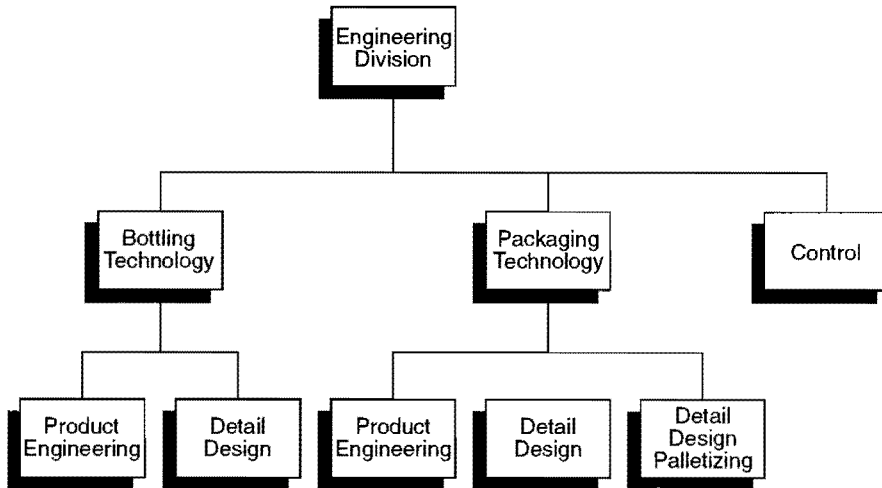 Engineering
Division
Bottling
Technology
Packaging
Technology
Control
Product
Engineering
Detail
Design
Product
Engineering
Detail
Design
Detail
Design
Palletizing